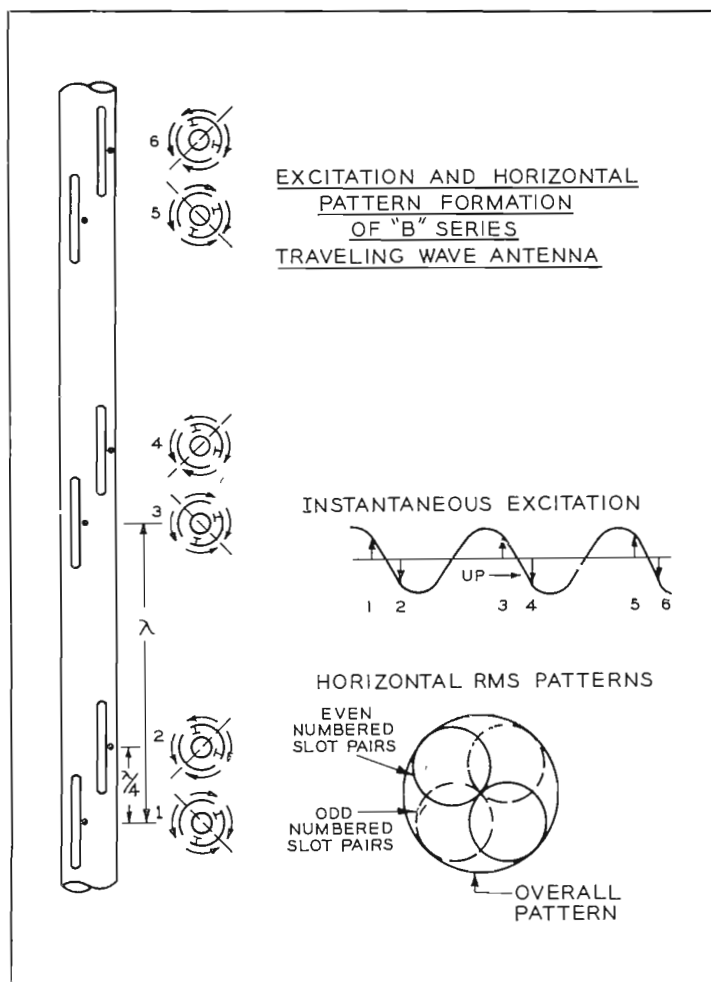 EXCITATION AND HORIZONTAL
PATTERN FORMATION
OF "B" SERIES
TRAVELING WAVE ANTENNA
6
5
4
3
2
1
λ
λ/4
INSTANTANEOUS EXCITATION
UP
1 2 3 4 5 6
HORIZONTAL RMS PATTERNS
EVEN
NUMBERED
SLOT PAIRS
ODD
NUMBERED
SLOT PAIRS
OVERALL
PATTERN